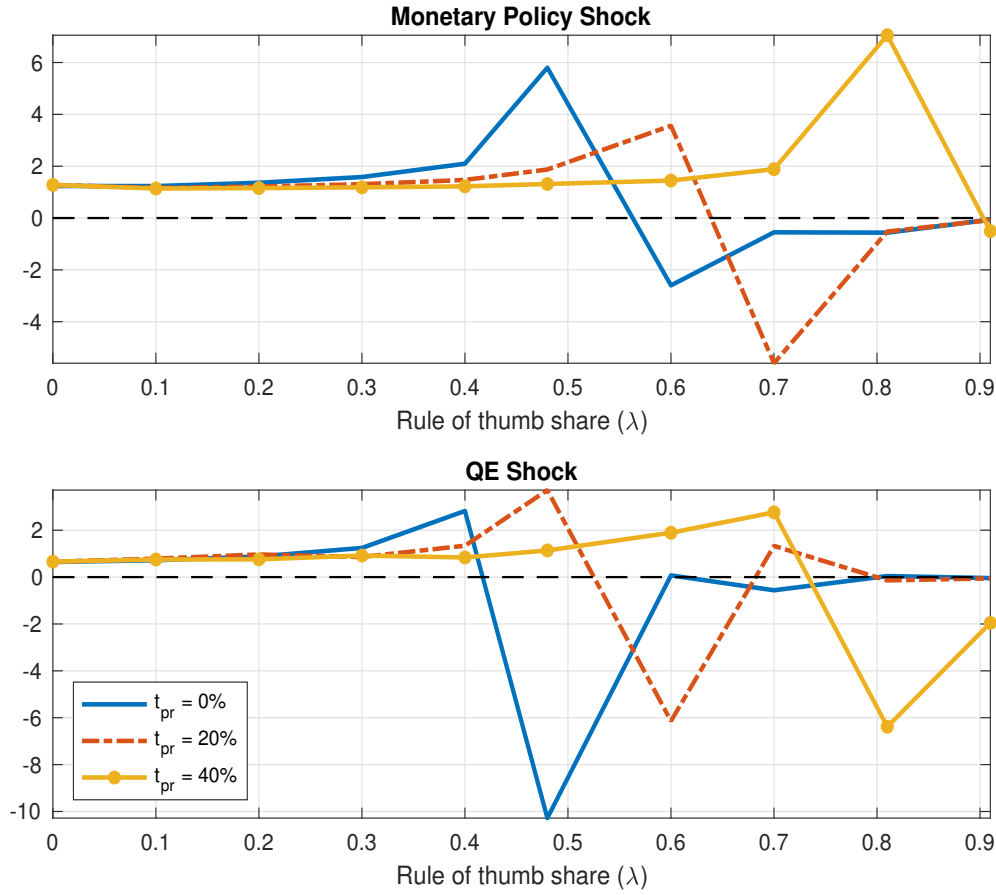 Monetary Policy Shock
6
4
2
0
-2
-4
0 0.1 0.2 0.3 0.4 0.5 0.6 0.7 0.8 0.9
Rule of thumb share (λ)
QE Shock
2
0
-2
-4
-6
-8
-10
t_pr = 0%
t_pr = 20%
t_pr = 40%
0 0.1 0.2 0.3 0.4 0.5 0.6 0.7 0.8 0.9
Rule of thumb share (λ)